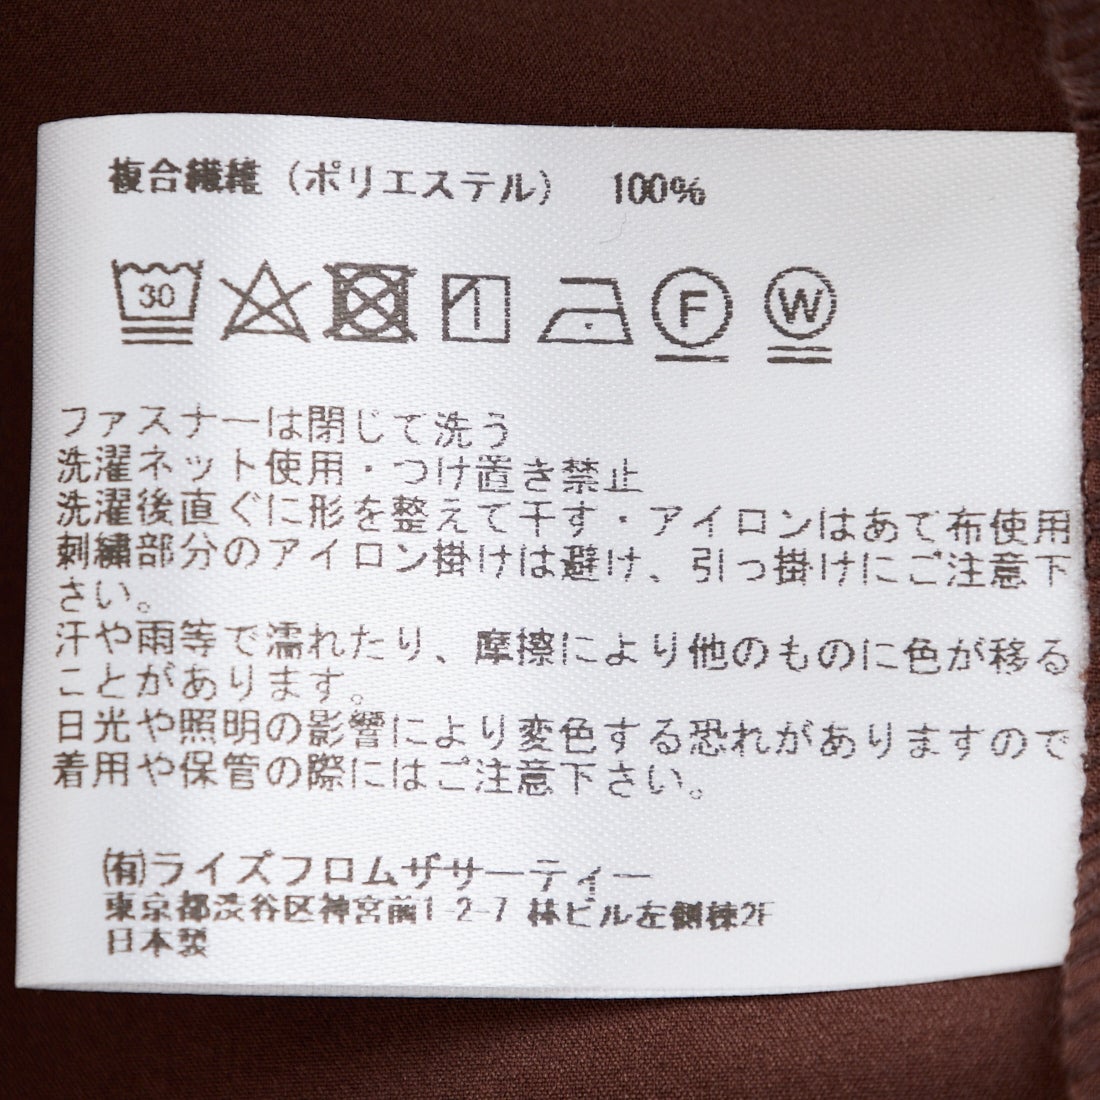 複合繊維（ポリエステル） 100%
30
F
W
ファスナーは閉じて洗う
洗濯ネット使用・つけ置き禁止
洗濯後直ぐに形を整えて干す・アイロンはあて布使用
刺繍部分のアイロン掛けは避け、引っ掛けにご注意下
さい。
汗や雨等で濡れたり、摩擦により他のものに色が移る
ことがあります。
日光や照明の影響により変色する恐れがありますので
着用や保管の際にはご注意下さい。
㈲ライズフロムザサーティー
東京都渋谷区神宮前1-2-7 林ビル左側棟2F
日本製